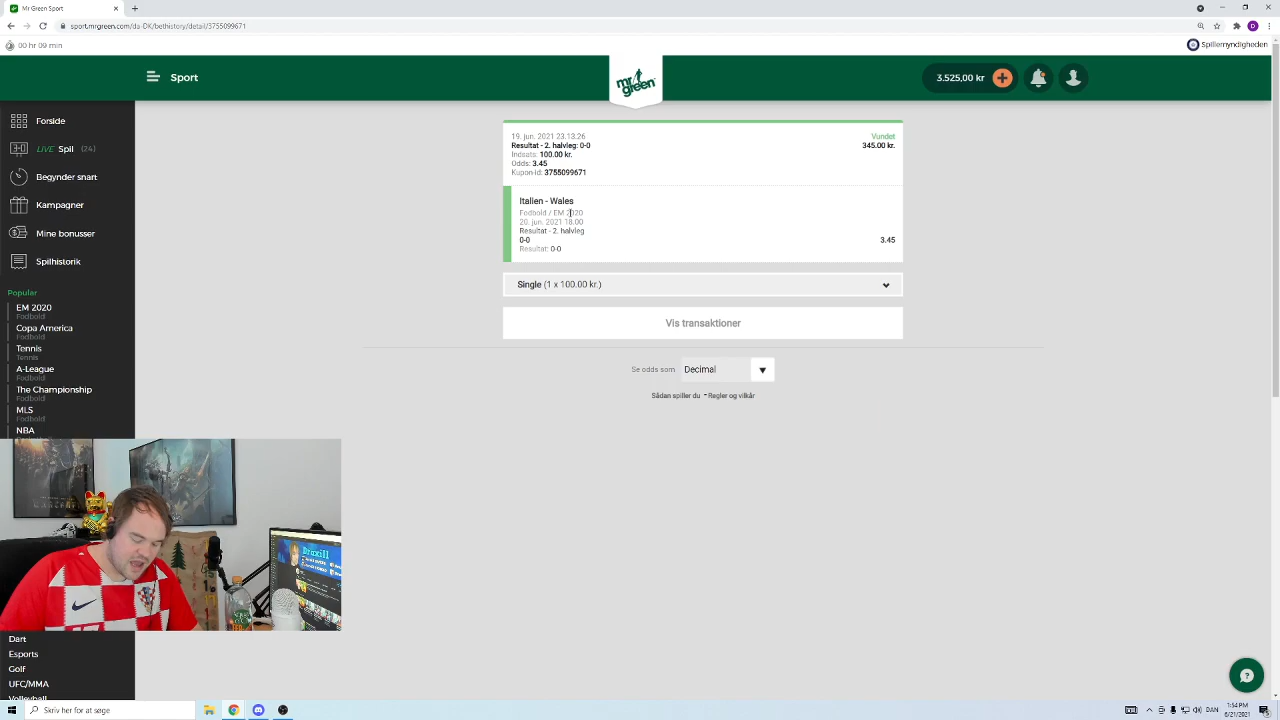 Mr Green Sport
sport.mrgreen.com/da-DK/bethistory/detail/3755099671
00 hr 09 min
Spillemyndigheden
Sport
mr green
3.525,00 kr
Forside
LIVE Spil (24)
Begynder snart
Kampagner
Mine bonusser
Spilhistorik
Popular
EM 2020
Fodbold
Copa America
Fodbold
Tennis
Tennis
A-League
Fodbold
The Championship
Fodbold
MLS
Fodbold
NBA
Dart
Esports
Golf
UFC/MMA
Volleyball
19. jun. 2021 23.13.26
Vundet
Resultat - 2. halvleg: 0-0
345.00 kr.
Indsats: 100.00 kr.
Odds: 3.45
Kupon-id: 3755099671
Italien - Wales
Fodbold / EM 2020
20. jun. 2021 18.00
Resultat - 2. halvleg
0-0
3.45
Resultat: 0-0
Single (1 x 100.00 kr.)
Vis transaktioner
Se odds som Decimal
Sådan spiller du - Regler og vilkår
Draxill
Skriv her for at søge
DAN
1:54 PM
6/21/2021